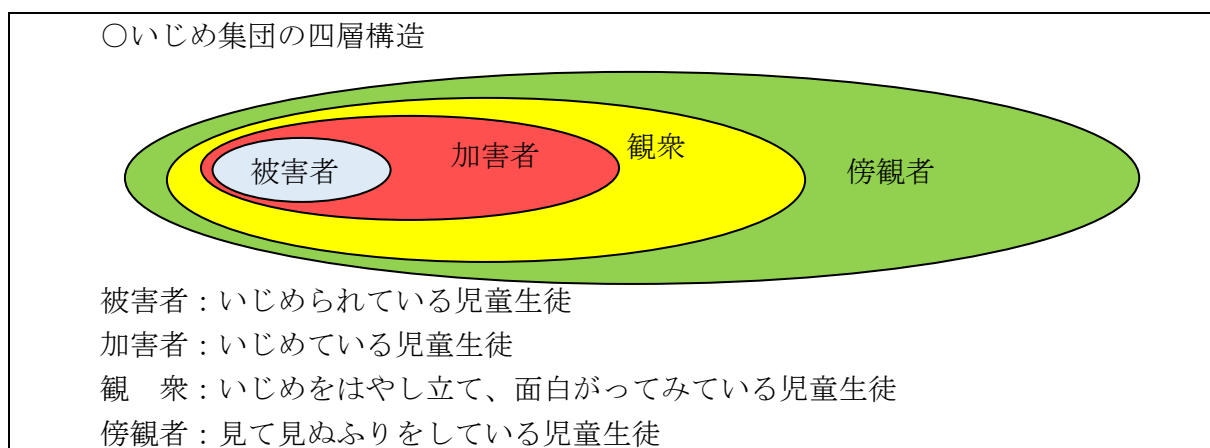 ○いじめ集団の四層構造
被害者
加害者
観衆
傍観者
被害者：いじめられている児童生徒
加害者：いじめている児童生徒
観　衆：いじめをはやし立て、面白がってみている児童生徒
傍観者：見て見ぬふりをしている児童生徒